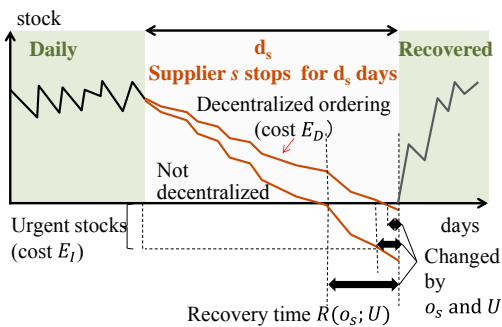 stock
Daily
d_s
Recovered
Supplier s stops for d_s days
Decentralized ordering
(cost E_D)
Not
decentralized
Urgent stocks
(cost E_I)
days
Changed
by
o_s and U
Recovery time R(o_s; U)